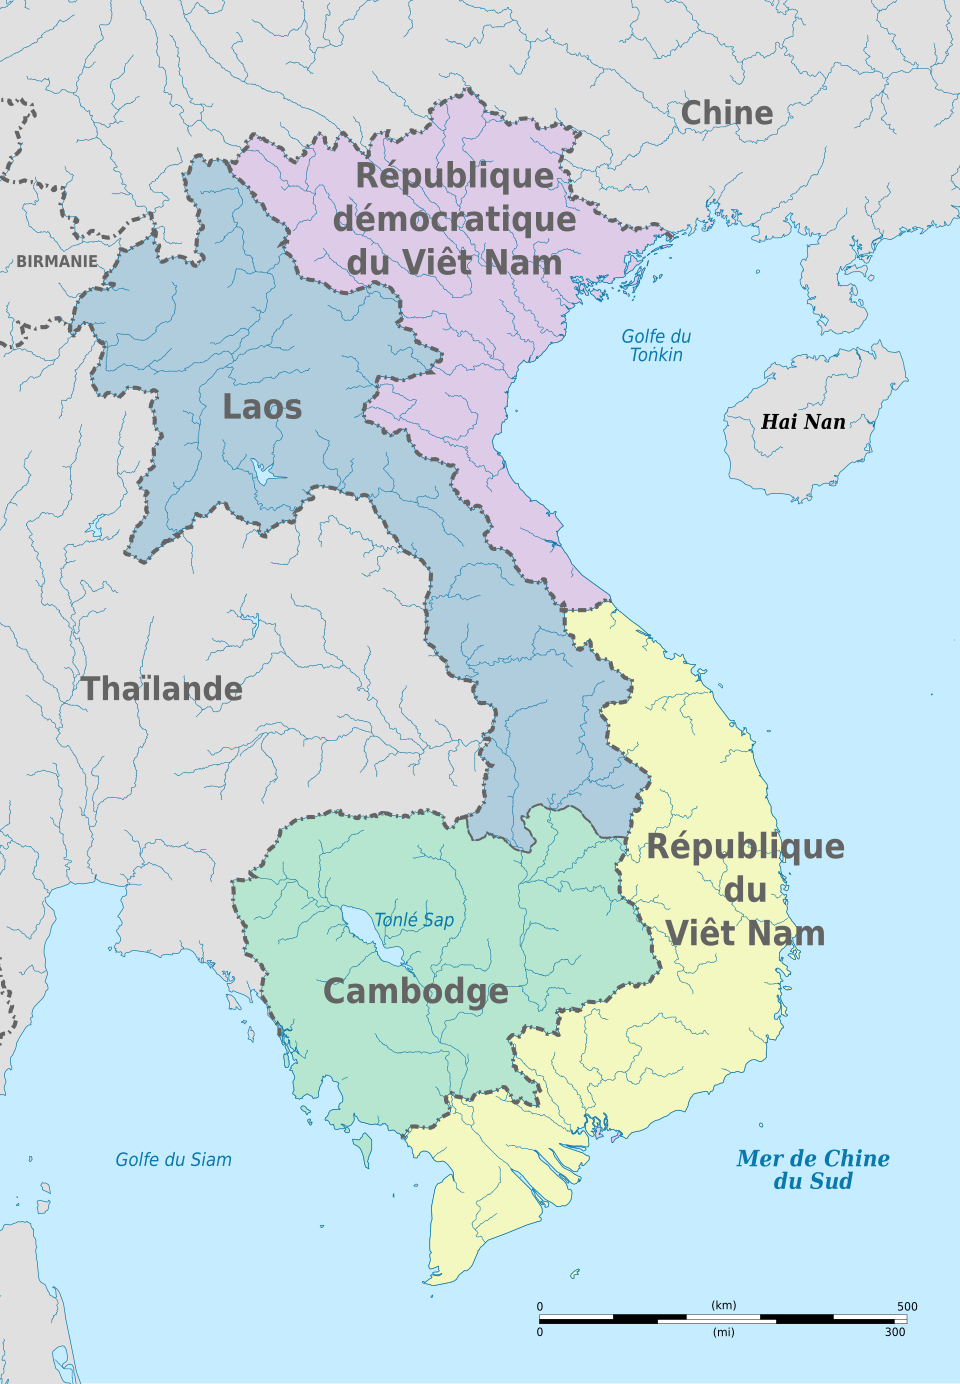 Chine
République
démocratique
du Viêt Nam
BIRMANIE
Golfe du
Tonkin
Laos
Hai Nan
Thaïlande
République
du
Viêt Nam
Tonlé Sap
Cambodge
Golfe du Siam
Mer de Chine
du Sud
0 (km) 500
0 (mi) 300